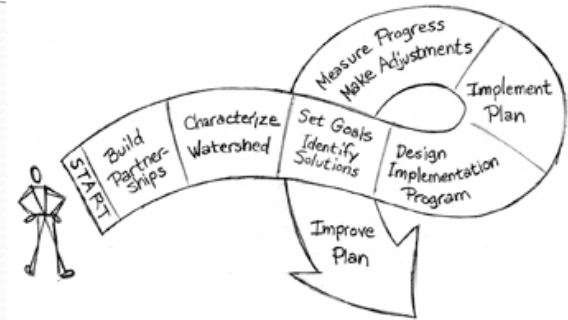 START
Build
Partner-
ships
Characterize
Watershed
Set Goals
Identify
Solutions
Design
Implementation
Program
Implement
Plan
Measure Progress
Make Adjustments
Improve
Plan